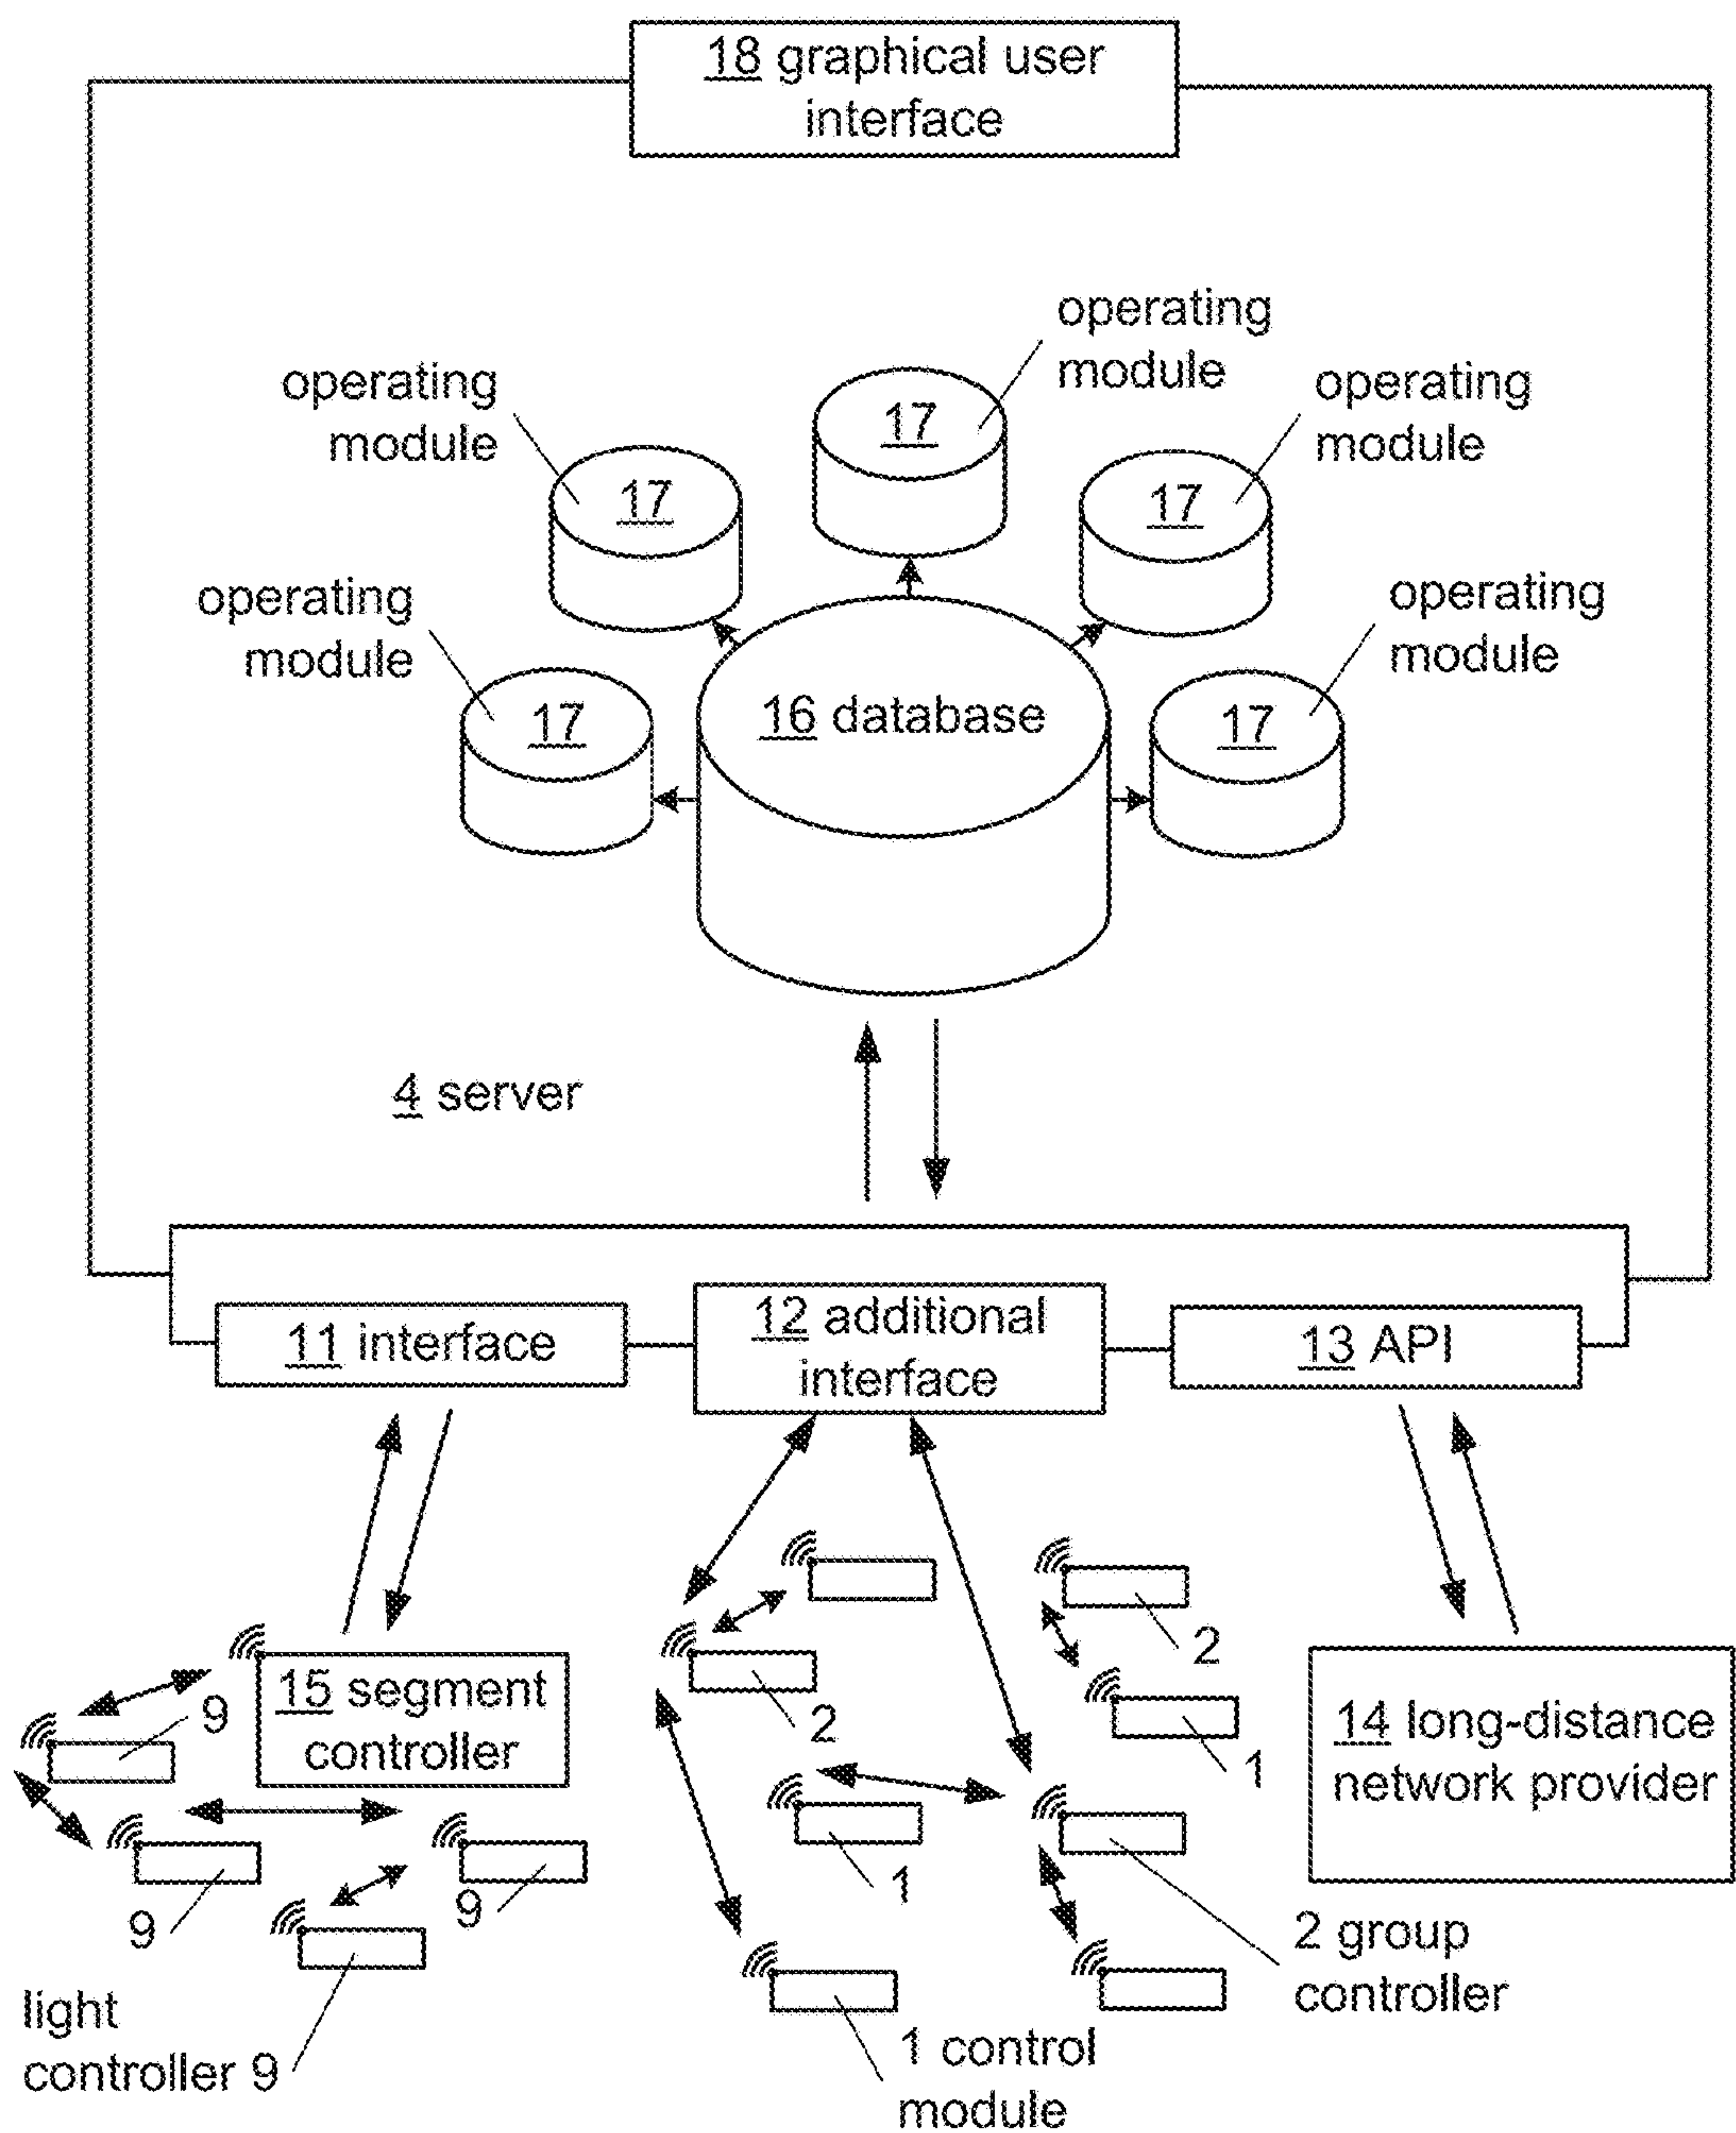 18 graphical user
interface
operating
module
operating
module
operating
module
operating
module
operating
module
17
17
17
17
17
16 database
4 server
11 interface
12 additional
interface
13 API
15 segment
controller
14 long-distance
network provider
9
9
9
2
2
1
1
light
controller 9
2 group
controller
1 control
module